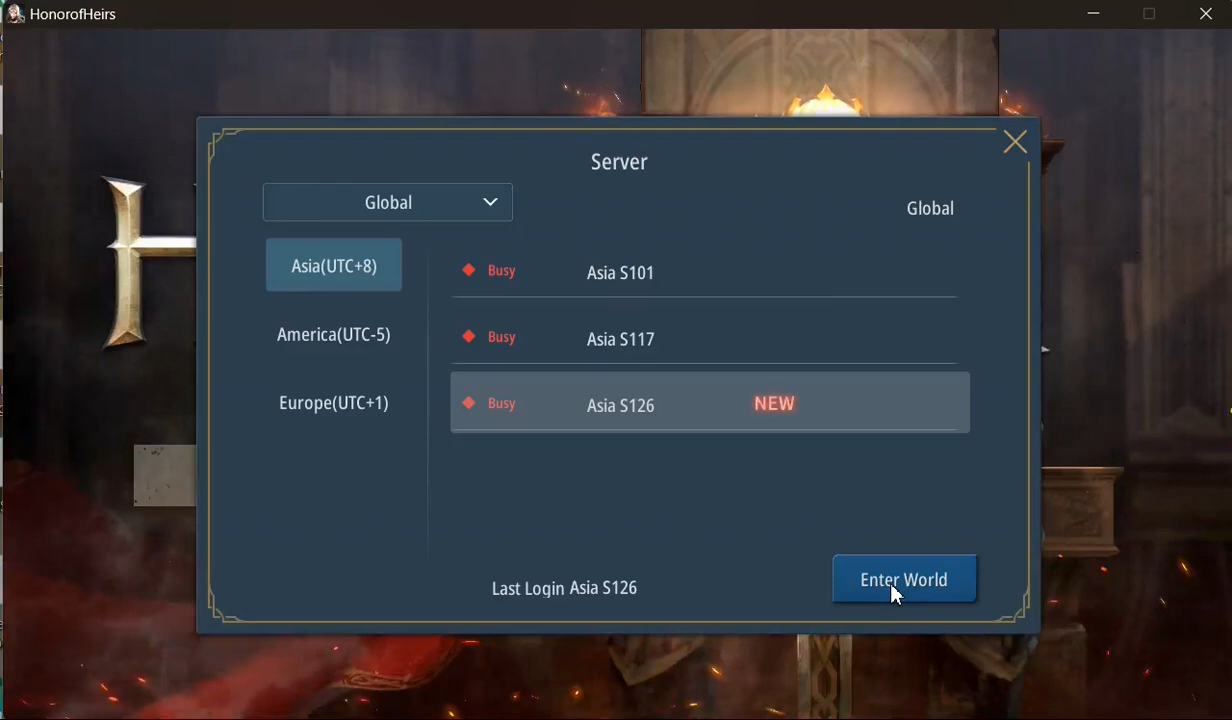 HonorofHeirs
Server
Global
Global
Asia(UTC+8)
America(UTC-5)
Europe(UTC+1)
Busy Asia S101
Busy Asia S117
Busy Asia S126 NEW
Last Login Asia S126
Enter World
H